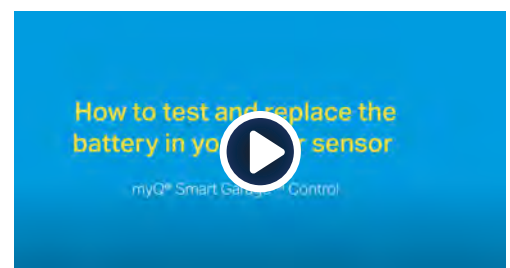 How to test and replace the
battery in sensor
myQ® Smart Control